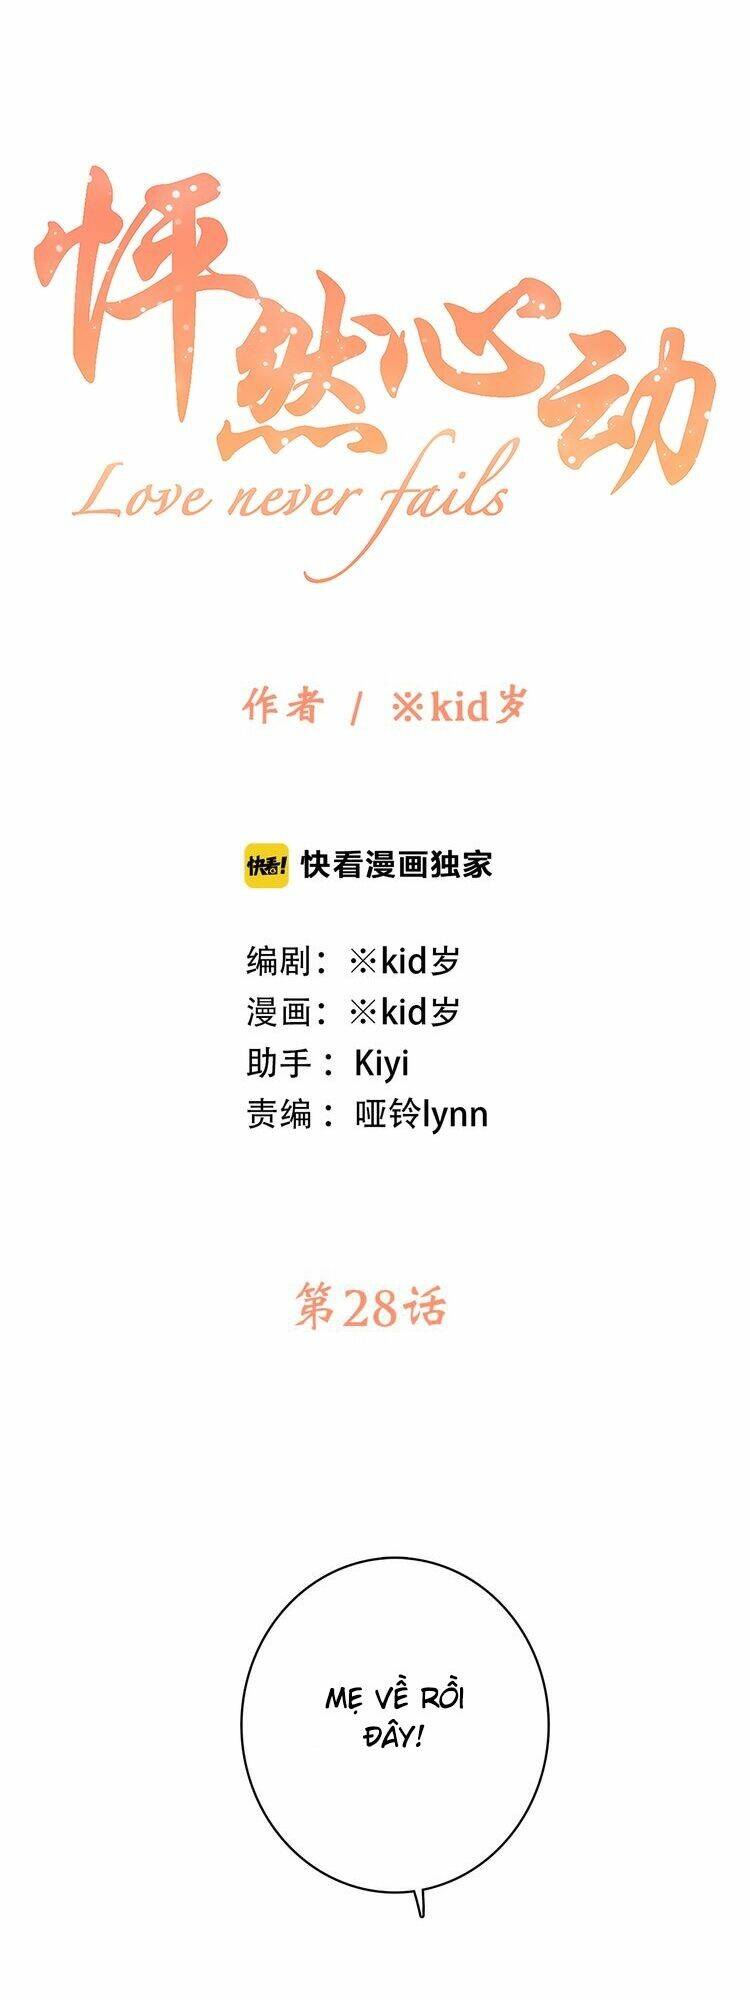 怦然心动
Love never fails
作者 / ※kid岁
快看! 快看漫画独家
编剧：※kid岁
漫画：※kid岁
助手：Kiyi
责编：哑铃lynn
第28话
MẸ VỀ RỒI
ĐÂY!